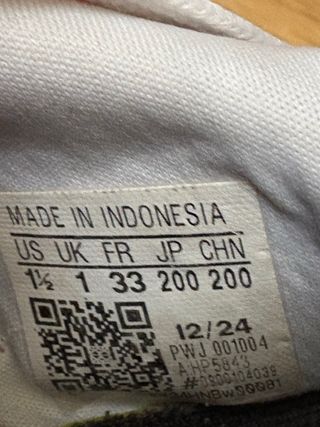 MADE IN INDONESIA
US UK FR JP CHN
1½ 1 33 200 200
12/24
PWJ 001004